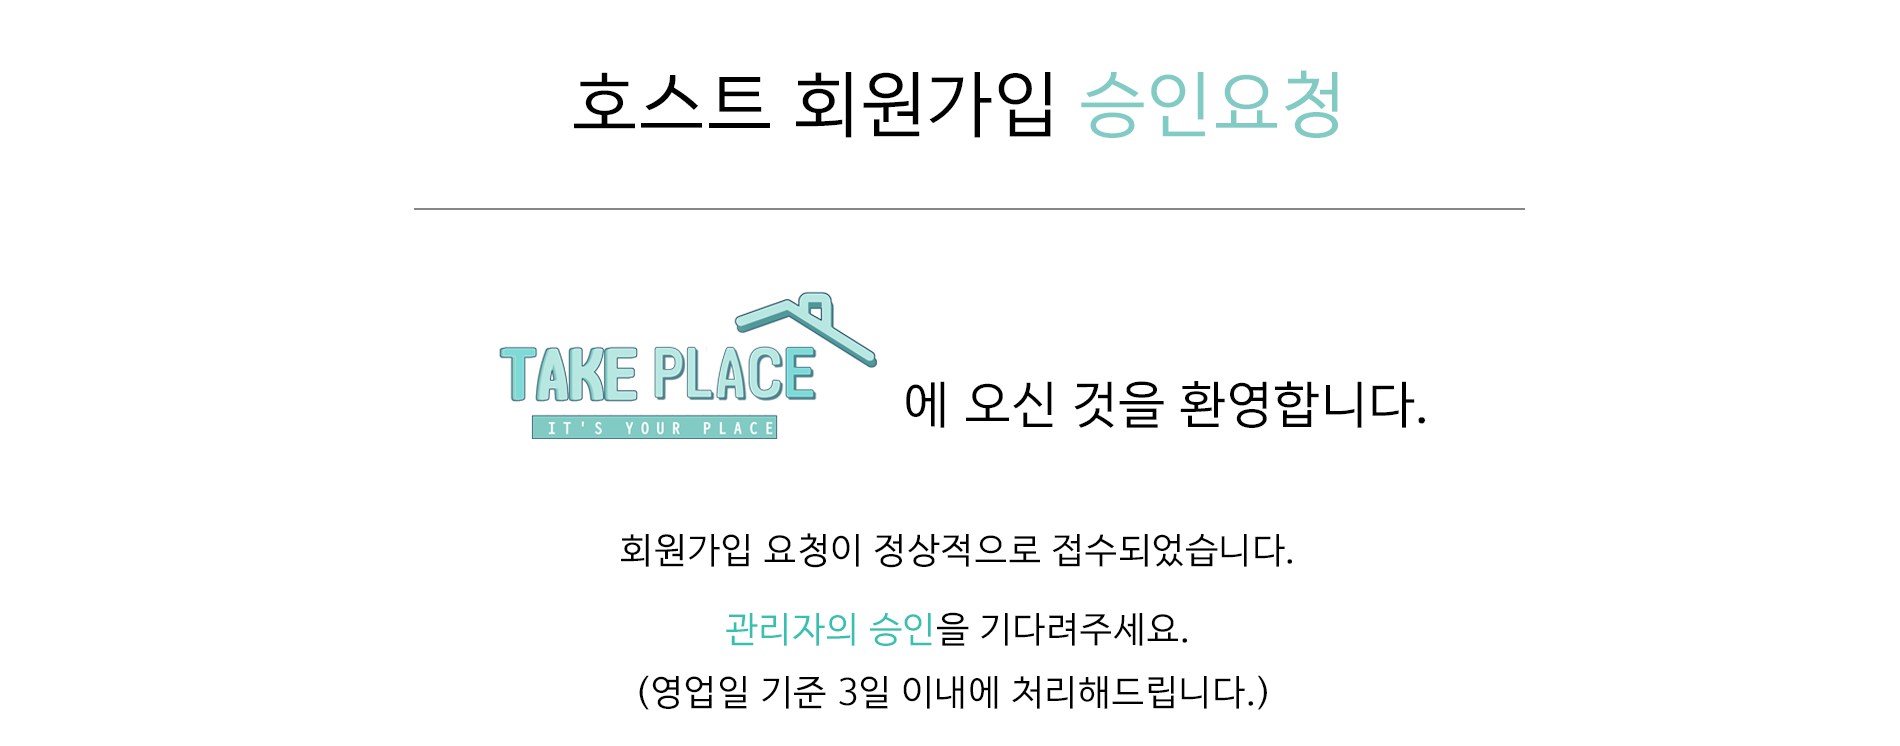 호스트 회원가입 승인요청
TAKE PLACE
IT'S YOUR PLACE
에 오신 것을 환영합니다.
회원가입 요청이 정상적으로 접수되었습니다.
관리자의 승인을 기다려주세요.
(영업일 기준 3일 이내에 처리해드립니다.)